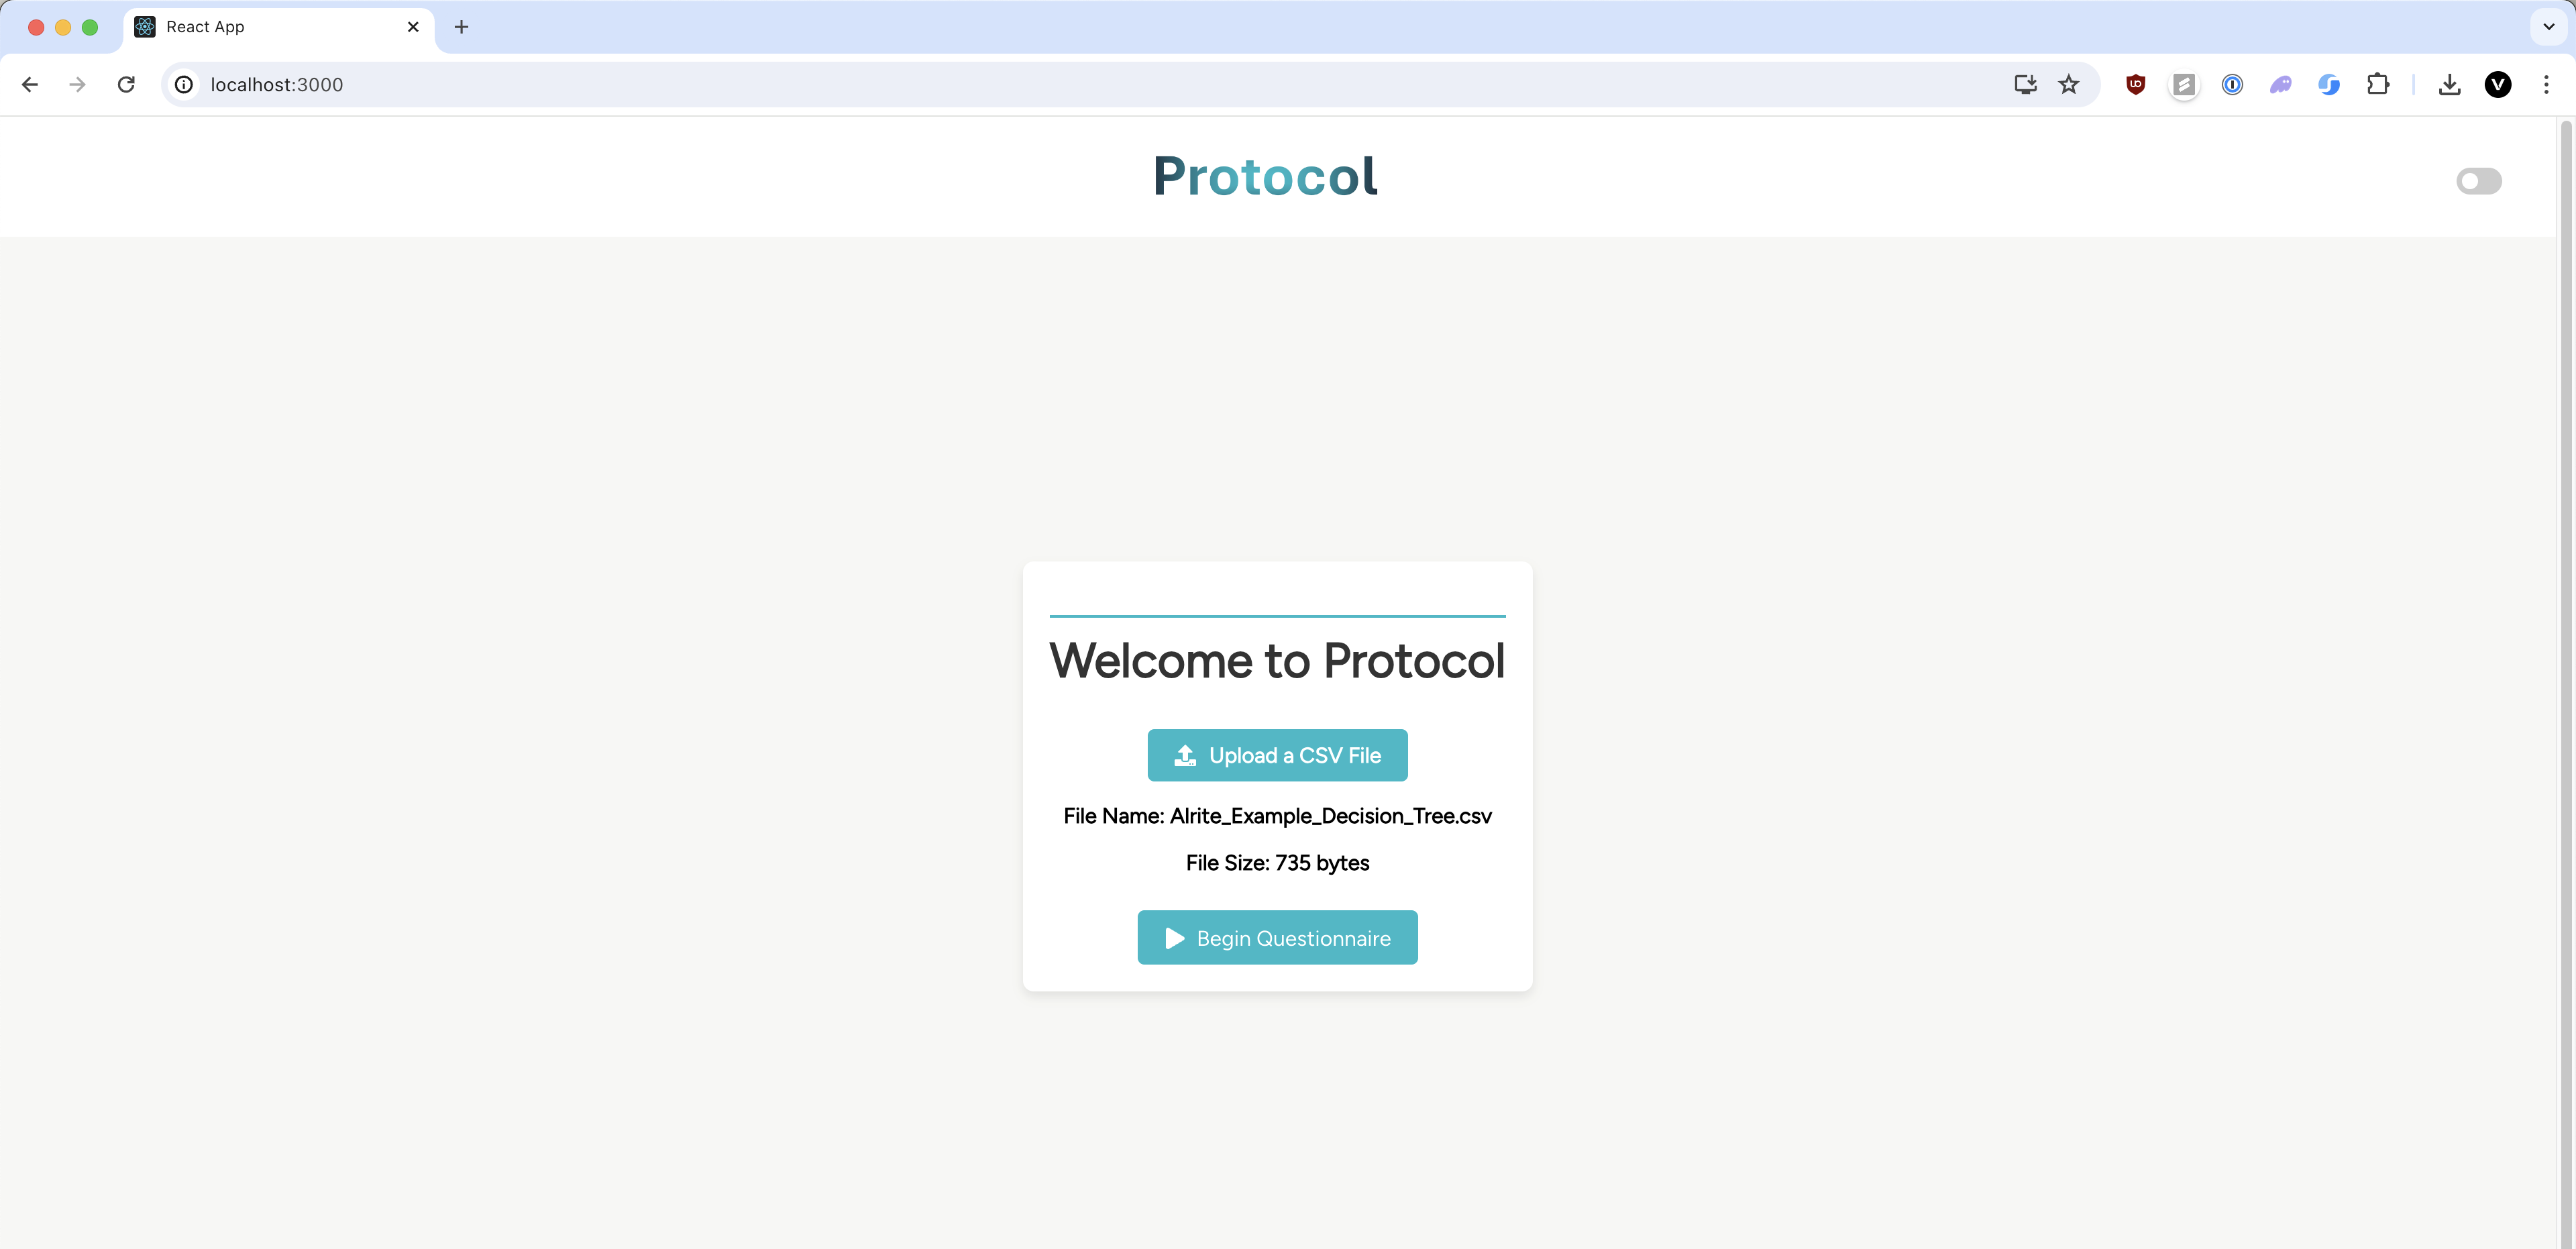 React App
localhost:3000
V
Protocol
Welcome to Protocol
Upload a CSV File
File Name: Alrite_Example_Decision_Tree.csv
File Size: 735 bytes
Begin Questionnaire